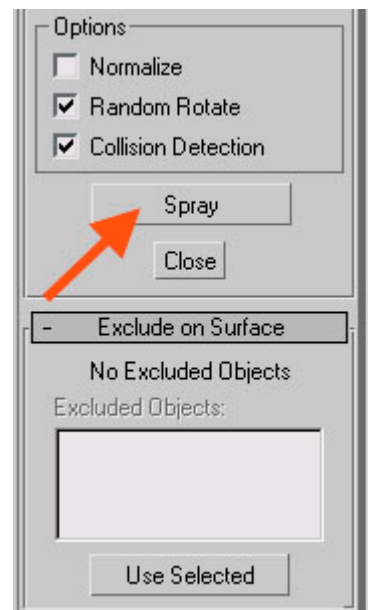 Options
Normalize
Random Rotate
Collision Detection
Spray
Close
- Exclude on Surface
No Excluded Objects
Excluded Objects:
Use Selected